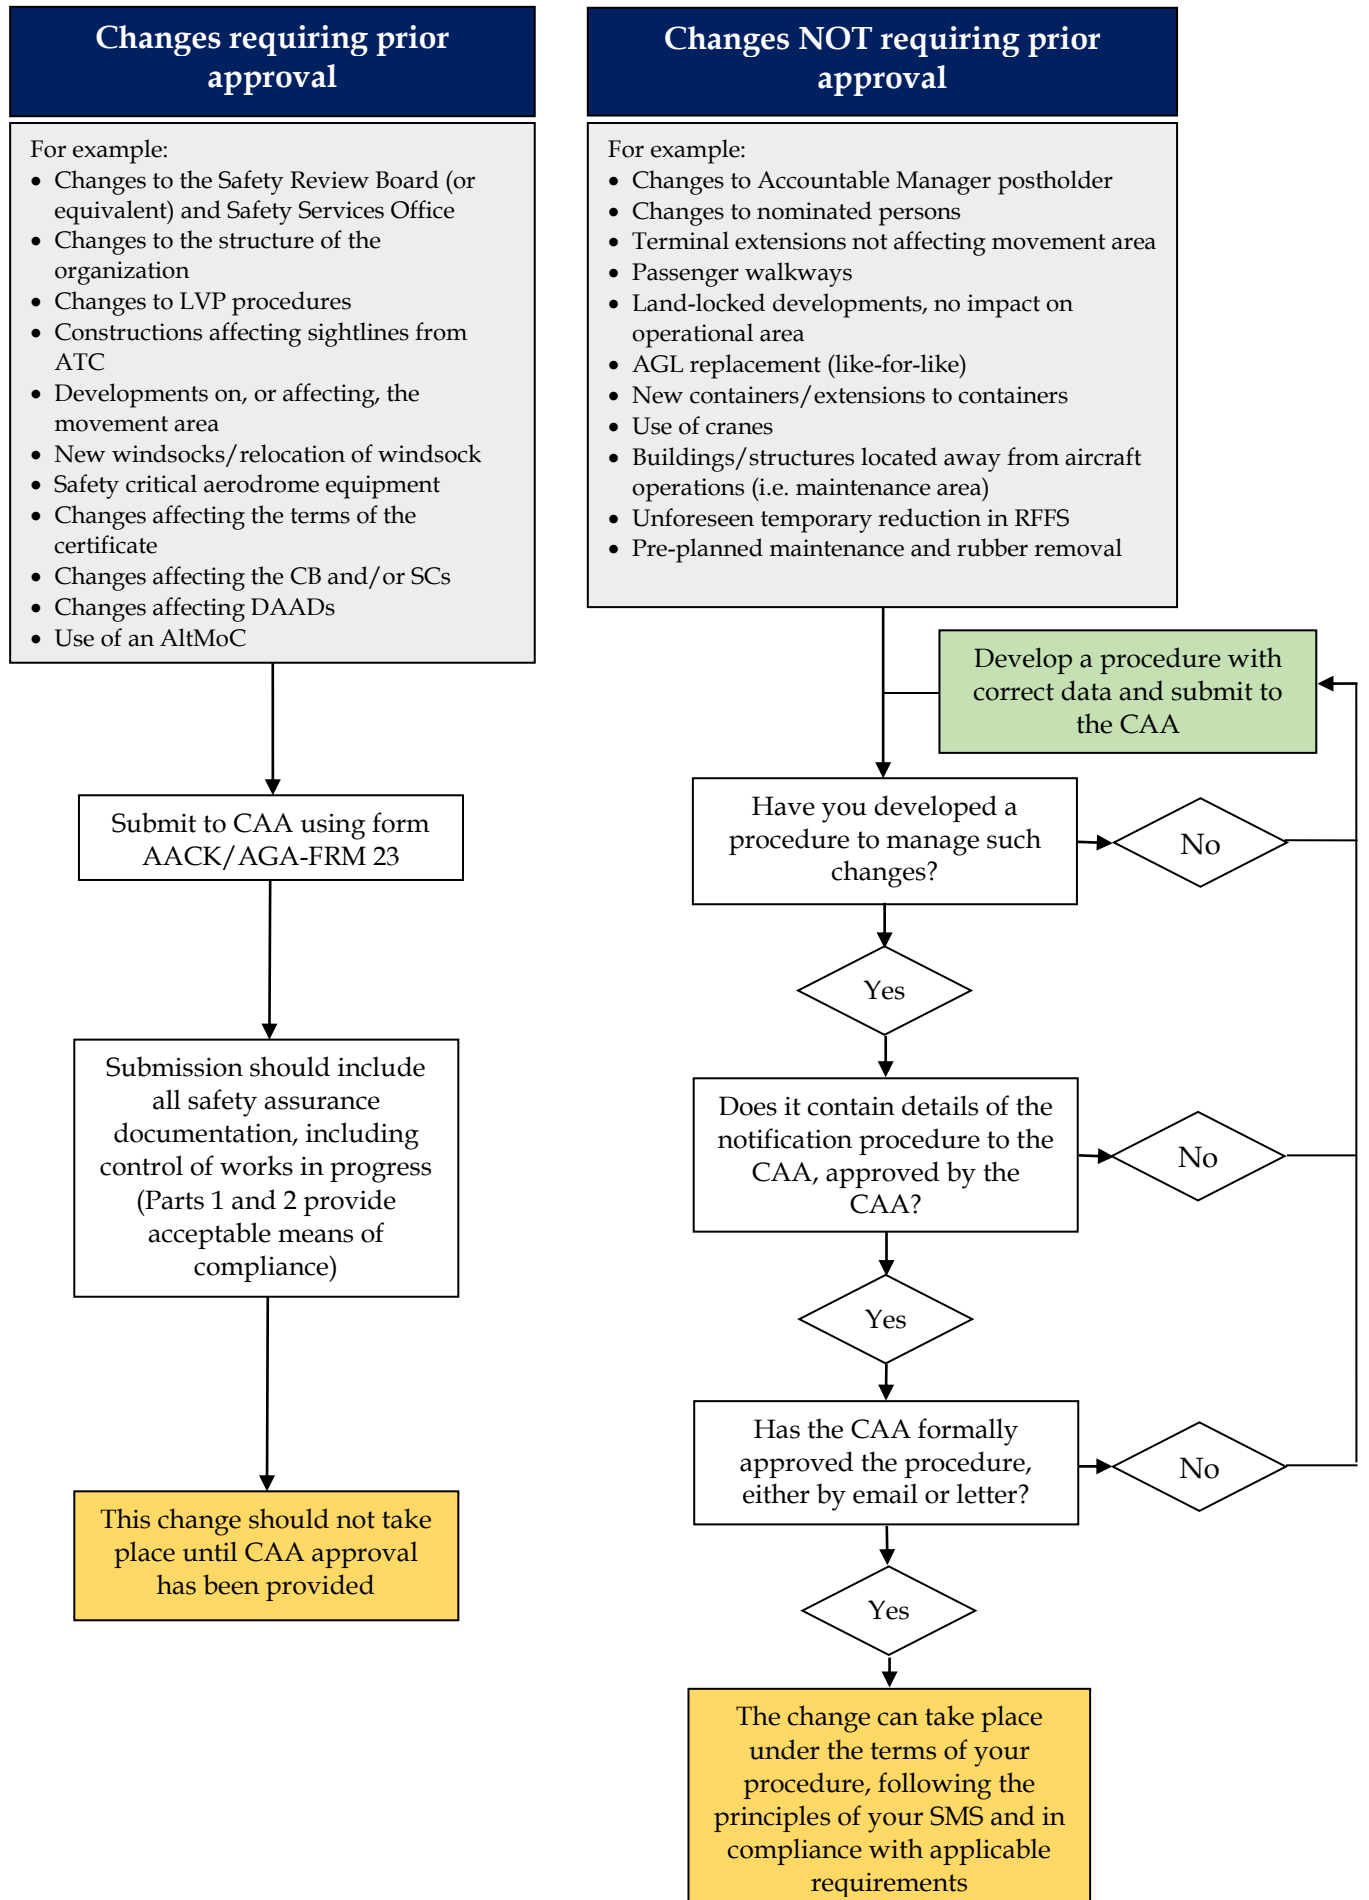 Changes requiring prior
approval
For example:
• Changes to the Safety Review Board (or
equivalent) and Safety Services Office
• Changes to the structure of the
organization
• Changes to LVP procedures
• Constructions affecting sightlines from
ATC
• Developments on, or affecting, the
movement area
• New windsocks/relocation of windsock
• Safety critical aerodrome equipment
• Changes affecting the terms of the
certificate
• Changes affecting the CB and/or SCs
• Changes affecting DAADs
• Use of an AltMoC
Submit to CAA using form
AACK/AGA-FRM 23
Submission should include
all safety assurance
documentation, including
control of works in progress
(Parts 1 and 2 provide
acceptable means of
compliance)
This change should not take
place until CAA approval
has been provided
Changes NOT requiring prior
approval
For example:
• Changes to Accountable Manager postholder
• Changes to nominated persons
• Terminal extensions not affecting movement area
• Passenger walkways
• Land-locked developments, no impact on
operational area
• AGL replacement (like-for-like)
• New containers/extensions to containers
• Use of cranes
• Buildings/structures located away from aircraft
operations (i.e. maintenance area)
• Unforeseen temporary reduction in RFFS
• Pre-planned maintenance and rubber removal
Develop a procedure with
correct data and submit to
the CAA
Have you developed a
procedure to manage such
changes?
No
Yes
Does it contain details of the
notification procedure to the
CAA, approved by the
CAA?
No
Yes
Has the CAA formally
approved the procedure,
either by email or letter?
No
Yes
The change can take place
under the terms of your
procedure, following the
principles of your SMS and in
compliance with applicable
requirements